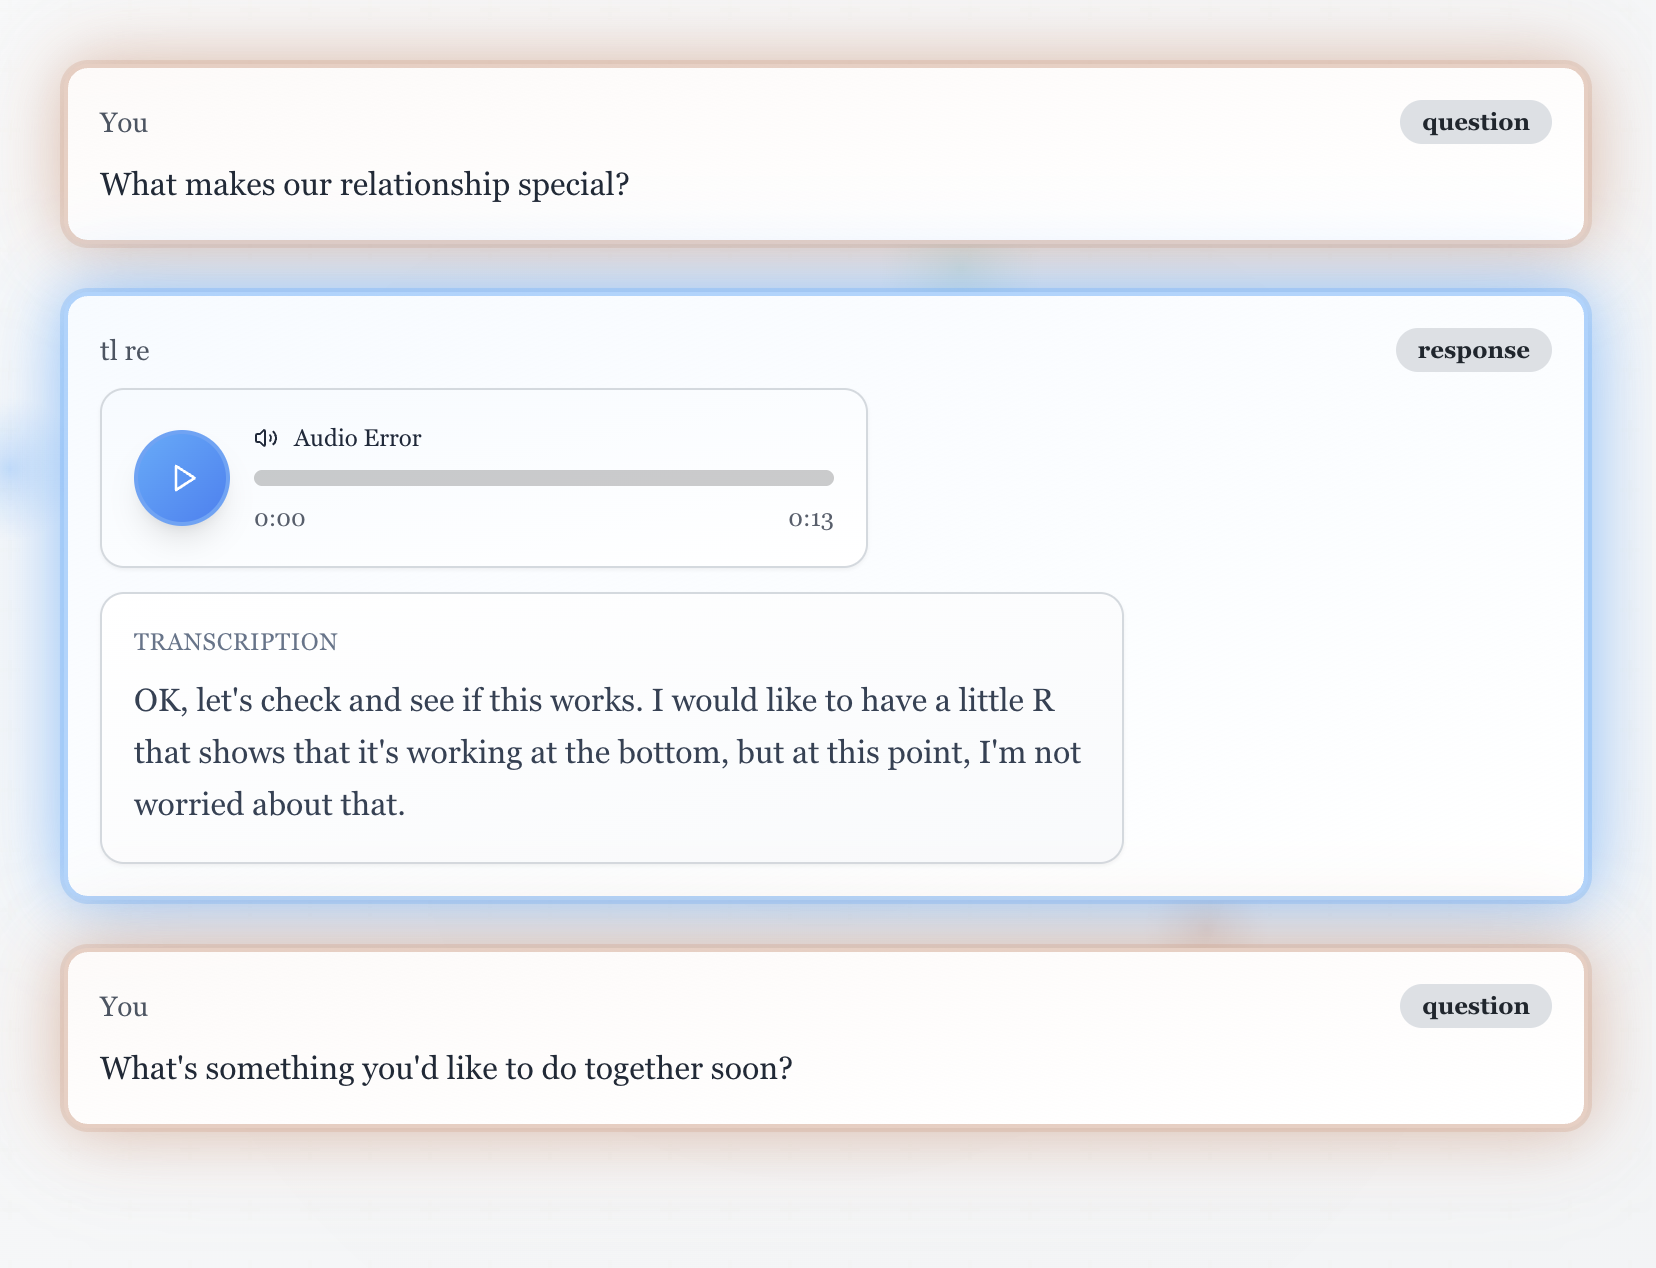 You
question
What makes our relationship special?
tl re
response
Audio Error
0:00
0:13
TRANSCRIPTION
OK, let's check and see if this works. I would like to have a little R
that shows that it's working at the bottom, but at this point, I'm not
worried about that.
You
question
What's something you'd like to do together soon?